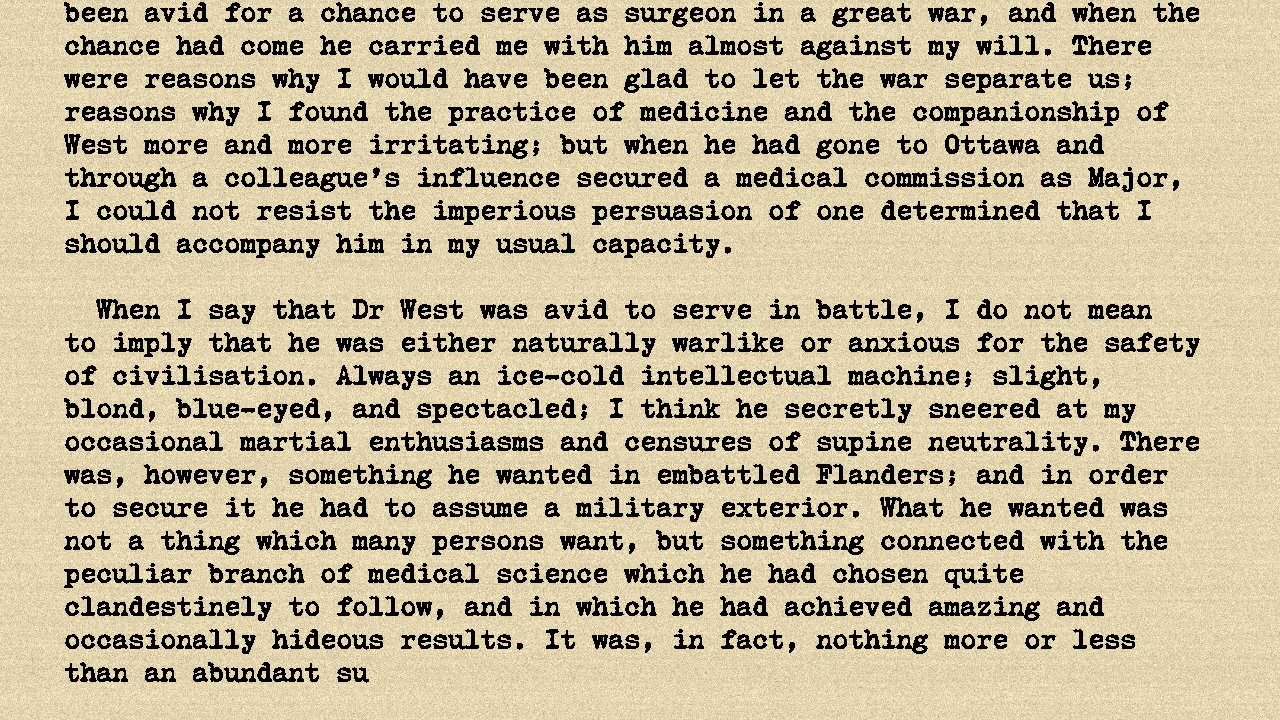 been avid for a chance to serve as surgeon in a great war, and when the
chance had come he carried me with him almost against my will. There
were reasons why I would have been glad to let the war separate us;
reasons why I found the practice of medicine and the companionship of
West more and more irritating; but when he had gone to Ottawa and
through a colleague's influence secured a medical commission as Major,
I could not resist the imperious persuasion of one determined that I
should accompany him in my usual capacity.

When I say that Dr West was avid to serve in battle, I do not mean
to imply that he was either naturally warlike or anxious for the safety
of civilisation. Always an ice-cold intellectual machine; slight,
blond, blue-eyed, and spectacled; I think he secretly sneered at my
occasional martial enthusiasms and censures of supine neutrality. There
was, however, something he wanted in embattled Flanders; and in order
to secure it he had to assume a military exterior. What he wanted was
not a thing which many persons want, but something connected with the
peculiar branch of medical science which he had chosen quite
clandestinely to follow, and in which he had achieved amazing and
occasionally hideous results. It was, in fact, nothing more or less
than an abundant su